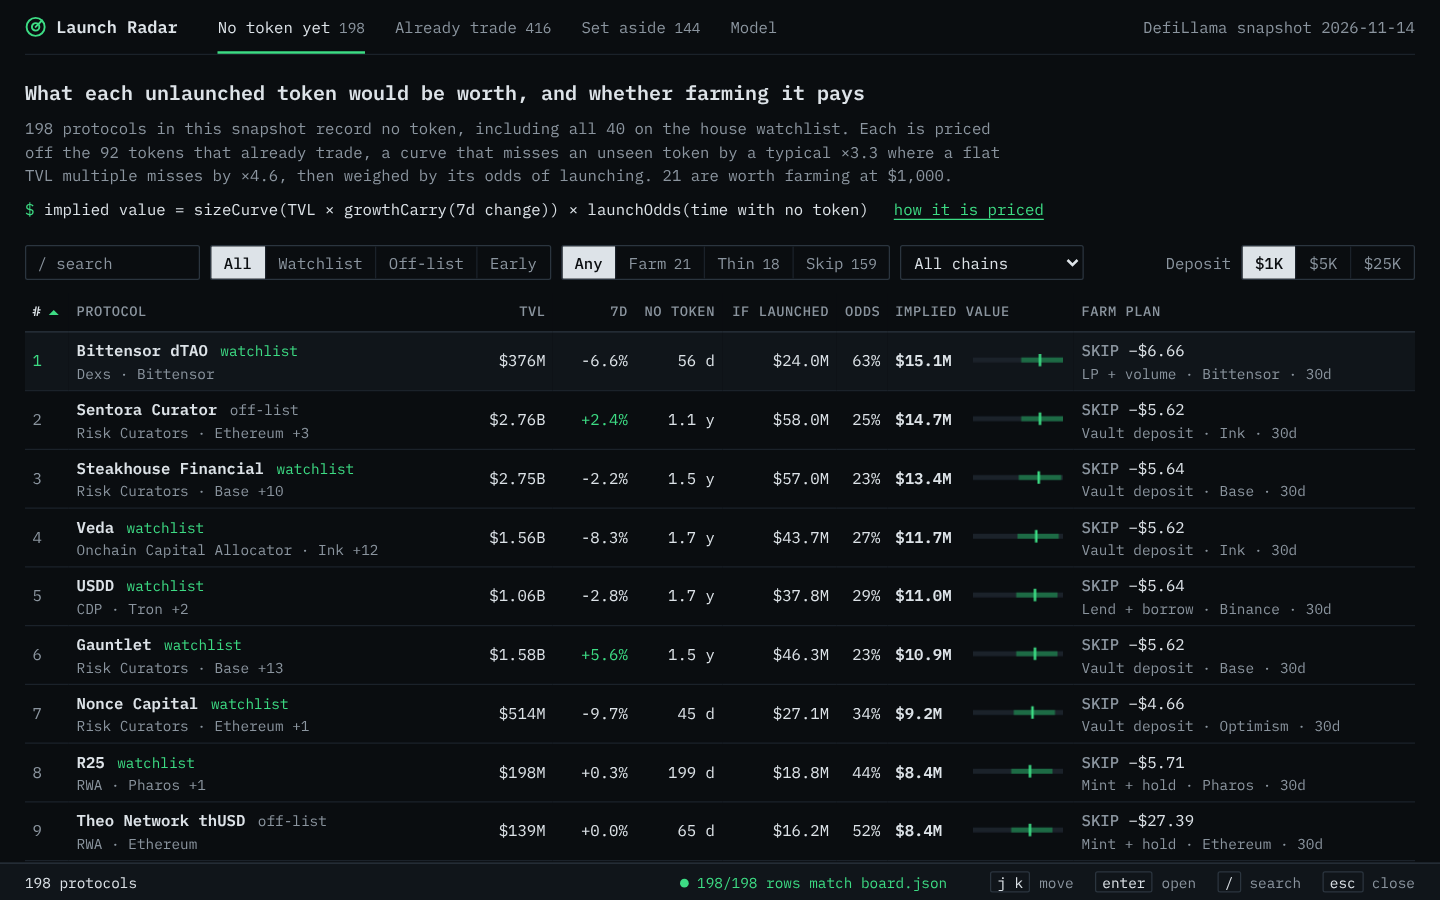 Launch Radar No token yet 198 Already trade 416 Set aside 144 Model DefiLlama snapshot 2026-11-14
What each unlaunched token would be worth, and whether farming it pays
198 protocols in this snapshot record no token, including all 40 on the house watchlist. Each is priced
off the 92 tokens that already trade, a curve that misses an unseen token by a typical ×3.3 where a flat
TVL multiple misses by ×4.6, then weighed by its odds of launching. 21 are worth farming at $1,000.
$ implied value = sizeCurve(TVL × growthCarry(7d change)) × launchOdds(time with no token) how it is priced
/ search All Watchlist Off-list Early Any Farm 21 Thin 18 Skip 159 All chains Deposit $1K $5K $25K
# PROTOCOL TVL 7D NO TOKEN IF LAUNCHED ODDS IMPLIED VALUE FARM PLAN
1 Bittensor dTAO watchlist $376M -6.6% 56 d $24.0M 63% $15.1M SKIP −$6.66
Dexs · Bittensor LP + volume · Bittensor · 30d
2 Sentora Curator off-list $2.76B +2.4% 1.1 y $58.0M 25% $14.7M SKIP −$5.62
Risk Curators · Ethereum +3 Vault deposit · Ink · 30d
3 Steakhouse Financial watchlist $2.75B -2.2% 1.5 y $57.0M 23% $13.4M SKIP −$5.64
Risk Curators · Base +10 Vault deposit · Base · 30d
4 Veda watchlist $1.56B -8.3% 1.7 y $43.7M 27% $11.7M SKIP −$5.62
Onchain Capital Allocator · Ink +12 Vault deposit · Ink · 30d
5 USDD watchlist $1.06B -2.8% 1.7 y $37.8M 29% $11.0M SKIP −$5.64
CDP · Tron +2 Lend + borrow · Binance · 30d
6 Gauntlet watchlist $1.58B +5.6% 1.5 y $46.3M 23% $10.9M SKIP −$5.62
Risk Curators · Base +13 Vault deposit · Base · 30d
7 Nonce Capital watchlist $514M -9.7% 45 d $27.1M 34% $9.2M SKIP −$4.66
Risk Curators · Ethereum +1 Vault deposit · Optimism · 30d
8 R25 watchlist $198M +0.3% 199 d $18.8M 44% $8.4M SKIP −$5.71
RWA · Pharos +1 Mint + hold · Pharos · 30d
9 Theo Network thUSD off-list $139M +0.0% 65 d $16.2M 52% $8.4M SKIP −$27.39
RWA · Ethereum Mint + hold · Ethereum · 30d
198 protocols 198/198 rows match board.json j k move enter open / search esc close